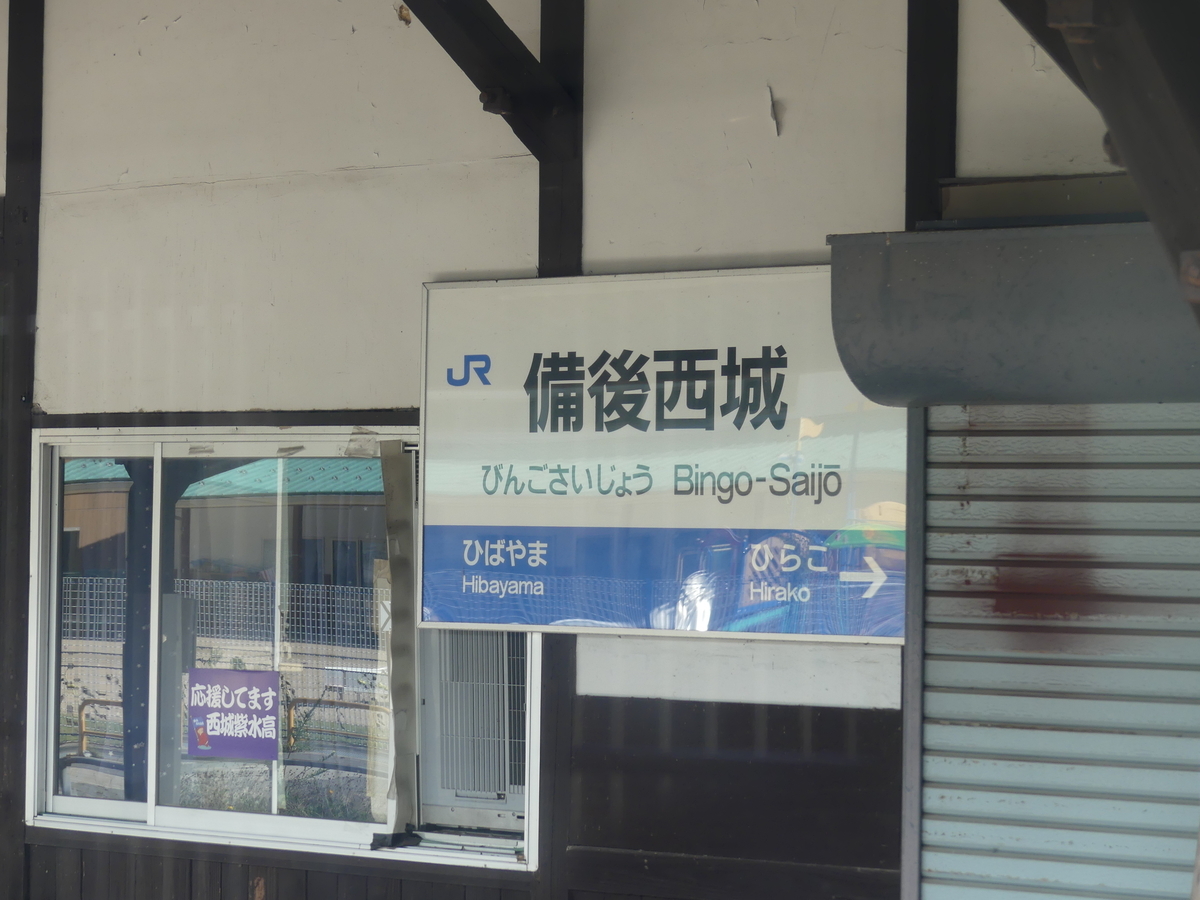 JR 備後西城
びんごさいじょう Bingo-Saijō
ひばやま ひらこ
Hibayama Hirako →
応援してます
西城紫水高